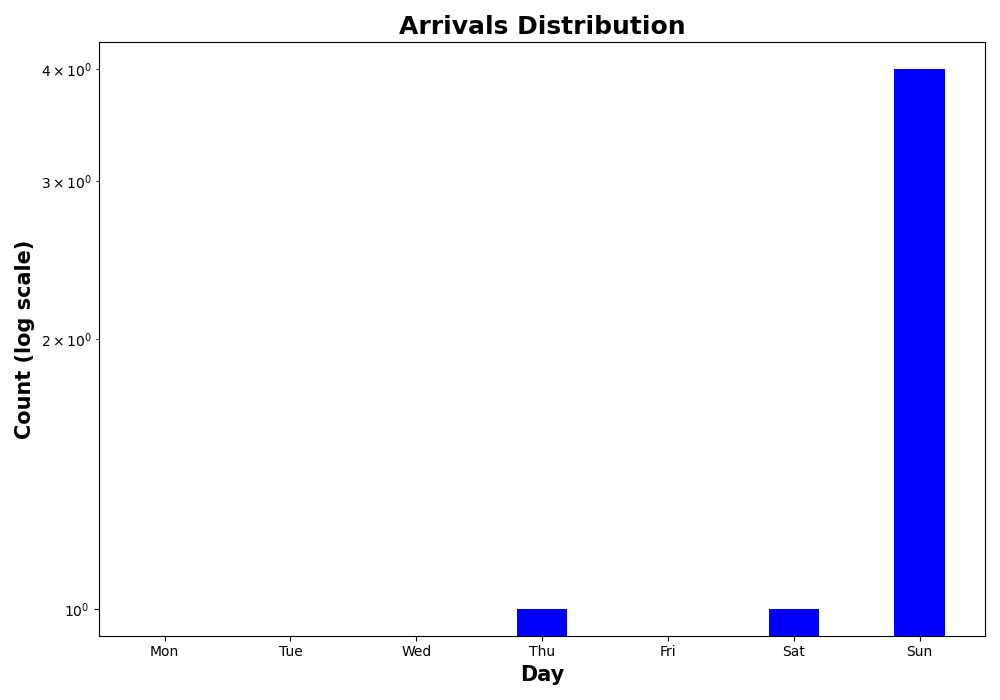 Arrivals Distribution
4 × 10⁰
3 × 10⁰
2 × 10⁰
10⁰
Count (log scale)
Mon Tue Wed Thu Fri Sat Sun
Day